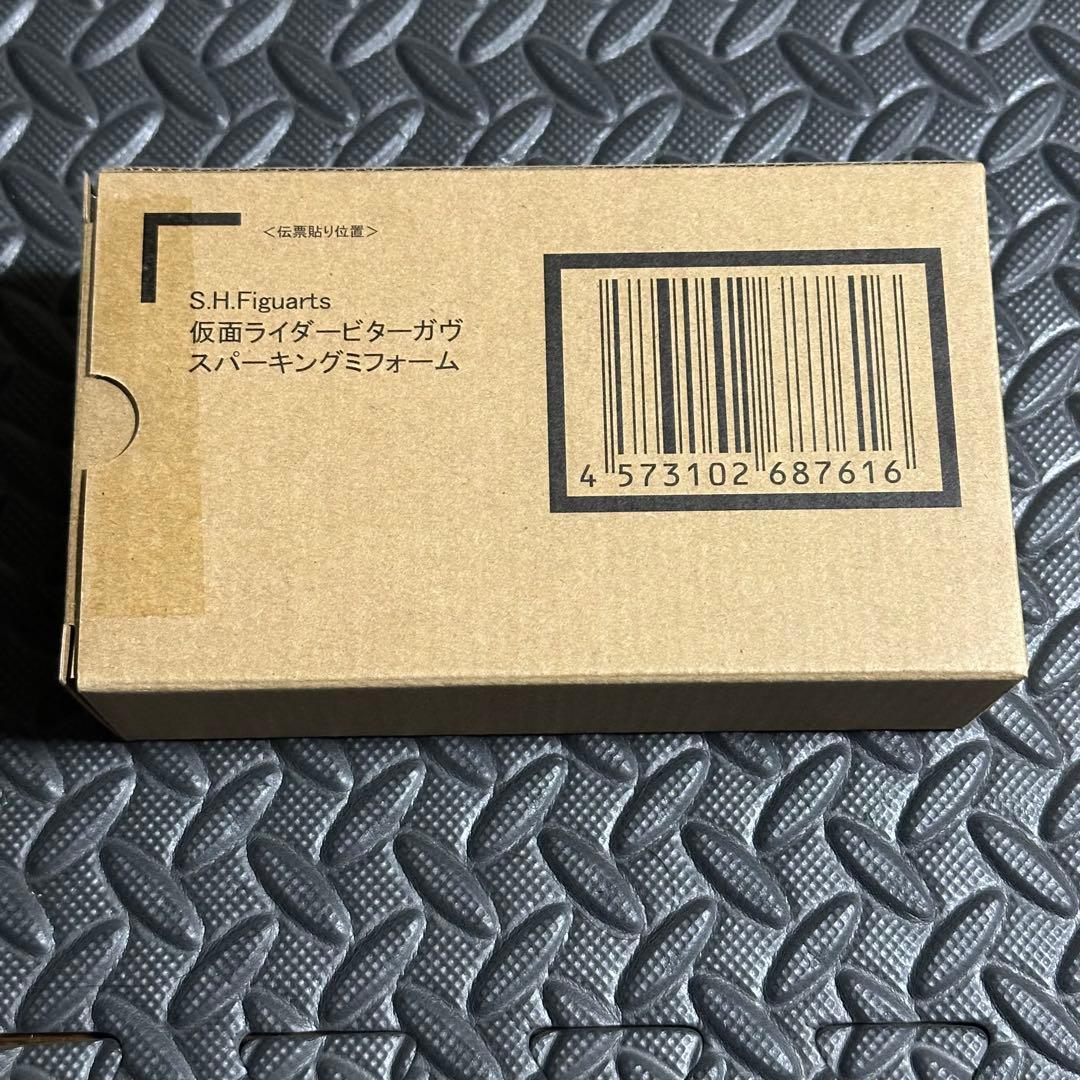 ＜伝票貼り位置＞
S.H.Figuarts
仮面ライダービターガヴ
スパーキングミフォーム
4 573102 687616